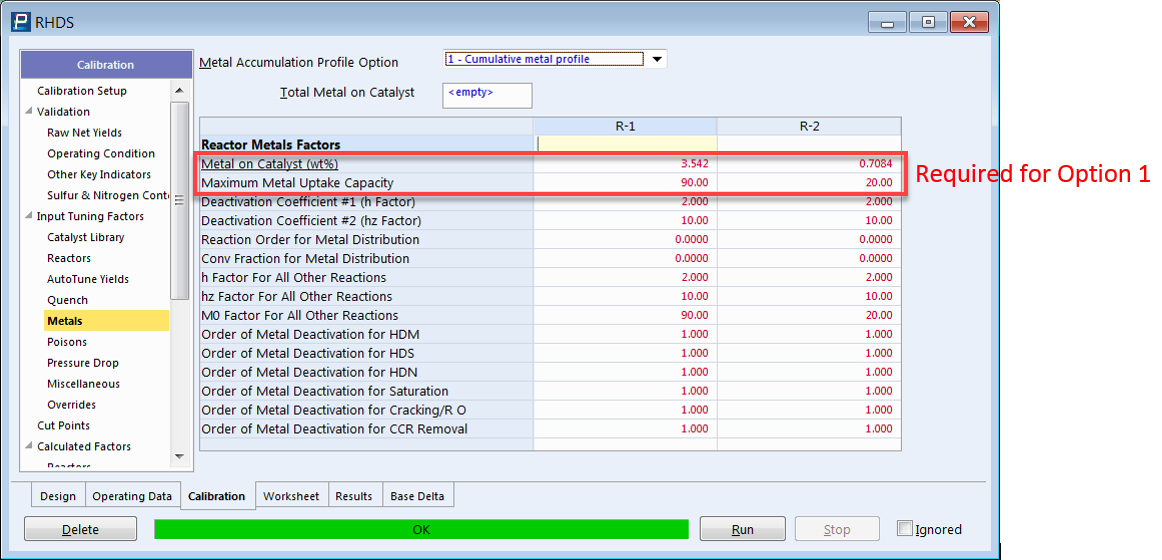 RHDS
Calibration
Calibration Setup
Validation
Raw Net Yields
Operating Condition
Other Key Indicators
Sulfur & Nitrogen Conte
Input Tuning Factors
Catalyst Library
Reactors
AutoTune Yields
Quench
Metals
Poisons
Pressure Drop
Miscellaneous
Overrides
Cut Points
Calculated Factors
Reactors
Metal Accumulation Profile Option 1 - Cumulative metal profile
Total Metal on Catalyst <empty>
R-1 R-2
Reactor Metals Factors
Metal on Catalyst (wt%) 3.542 0.7084
Maximum Metal Uptake Capacity 90.00 20.00
Required for Option 1
Deactivation Coefficient #1 (h Factor) 2.000 2.000
Deactivation Coefficient #2 (hz Factor) 10.00 10.00
Reaction Order for Metal Distribution 0.0000 0.0000
Conv Fraction for Metal Distribution 0.0000 0.0000
h Factor For All Other Reactions 2.000 2.000
hz Factor For All Other Reactions 10.00 10.00
M0 Factor For All Other Reactions 90.00 20.00
Order of Metal Deactivation for HDM 1.000 1.000
Order of Metal Deactivation for HDS 1.000 1.000
Order of Metal Deactivation for HDN 1.000 1.000
Order of Metal Deactivation for Saturation 1.000 1.000
Order of Metal Deactivation for Cracking/R O 1.000 1.000
Order of Metal Deactivation for CCR Removal 1.000 1.000
Design Operating Data Calibration Worksheet Results Base Delta
Delete OK Run Stop Ignored